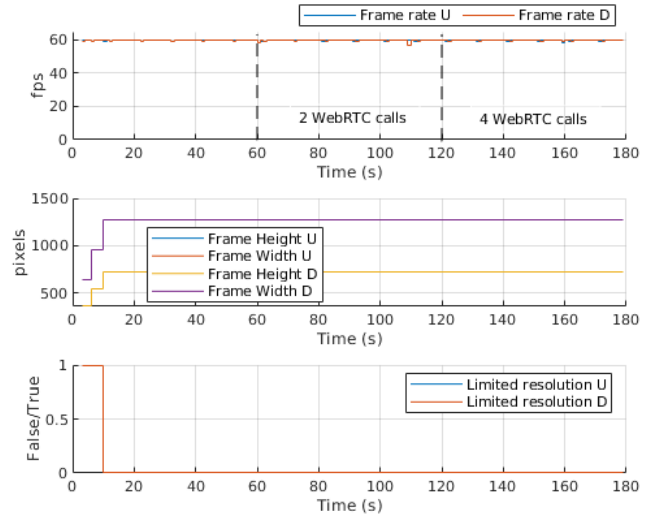 Frame rate U Frame rate D
60
40
20
0
fps
2 WebRTC calls 4 WebRTC calls
0 20 40 60 80 100 120 140 160 180
Time (s)
1500
1000
500
pixels
Frame Height U
Frame Width U
Frame Height D
Frame Width D
0 20 40 60 80 100 120 140 160 180
Time (s)
1
0.5
0
False/True
Limited resolution U
Limited resolution D
0 20 40 60 80 100 120 140 160 180
Time (s)